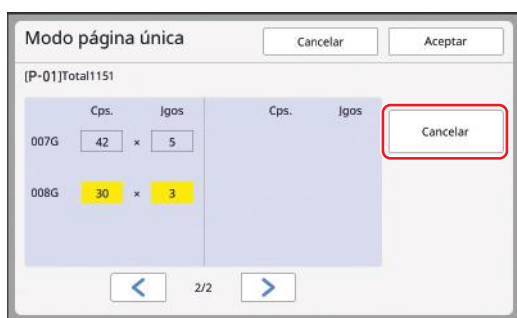 Modo página única
Cancelar
Aceptar
[P-01]Total1151
Cps. Jgos Cps. Jgos
007G 42 × 5
Cancelar
008G 30 × 3
2/2